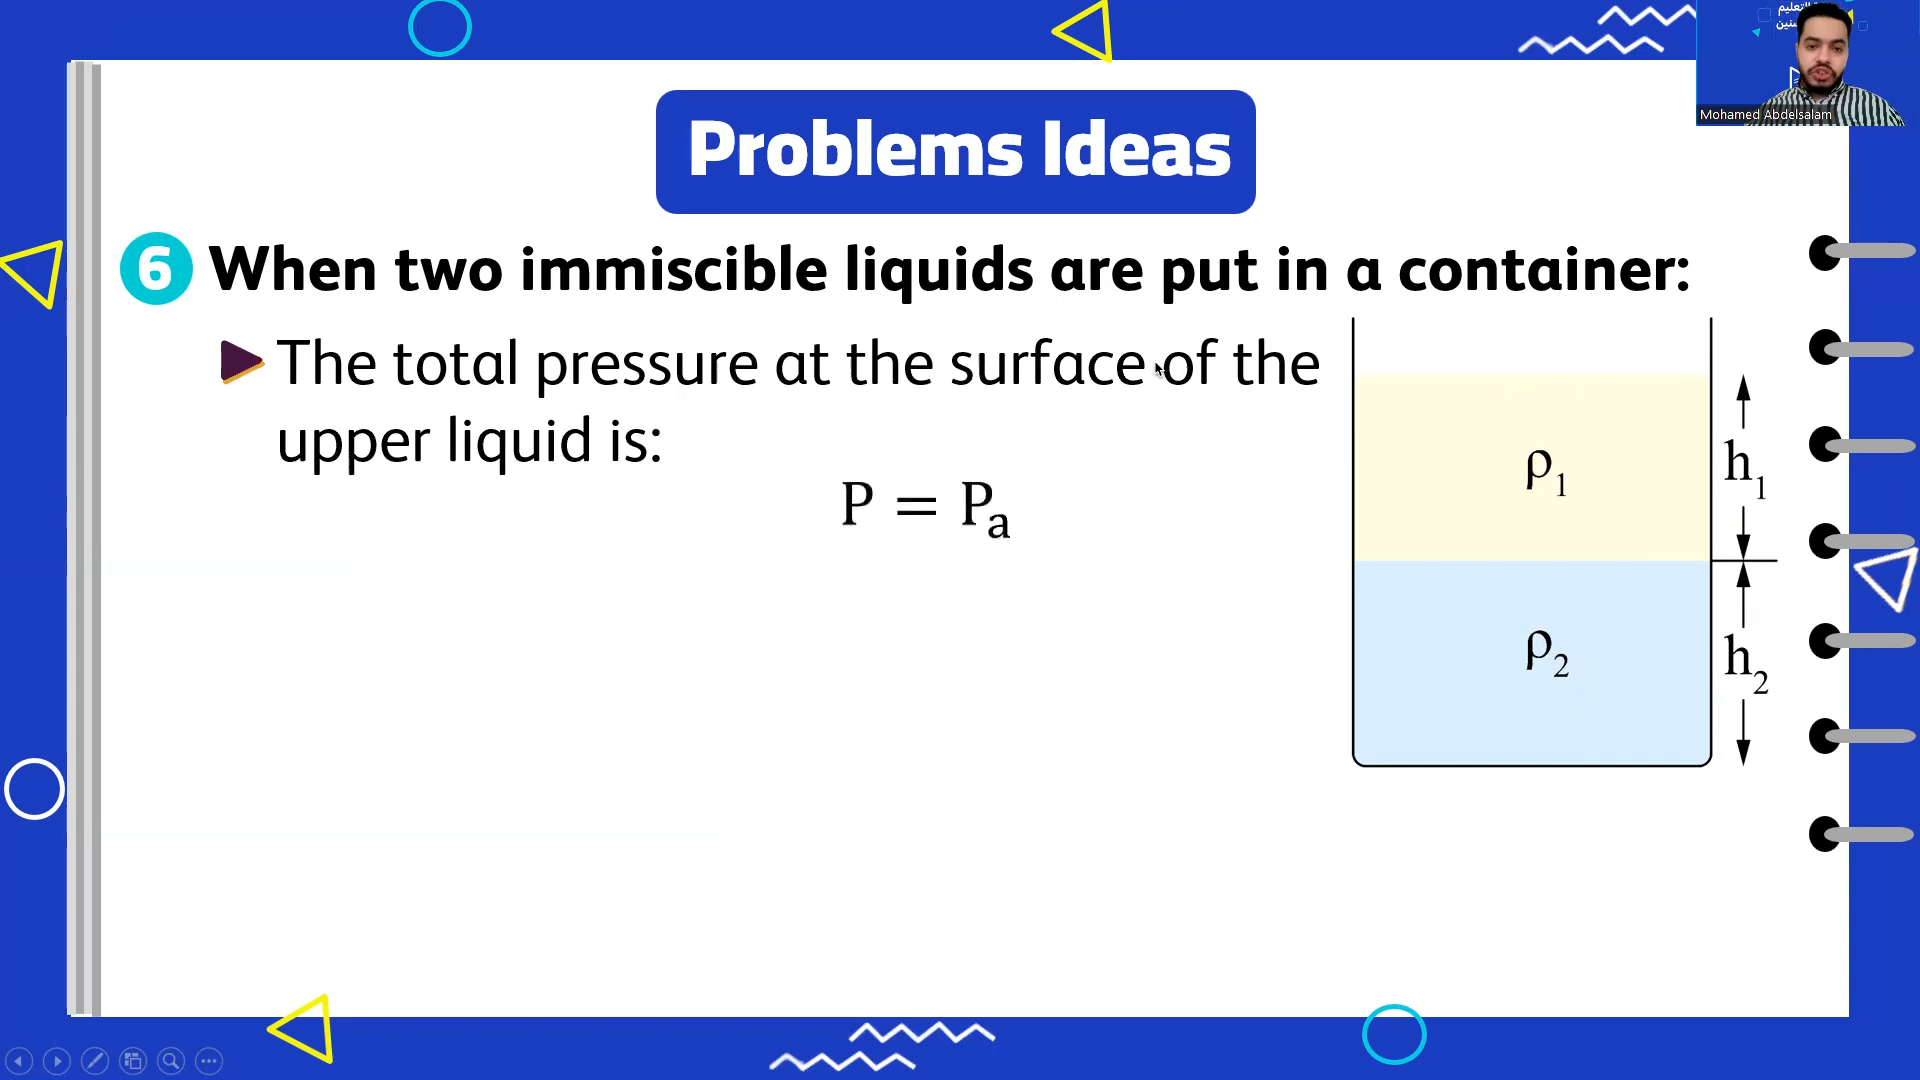 Problems Ideas
Mohamed Abdelsalam
6 When two immiscible liquids are put in a container:
The total pressure at the surface of the
upper liquid is:
P = Pₐ
ρ₁
h₁
ρ₂
h₂